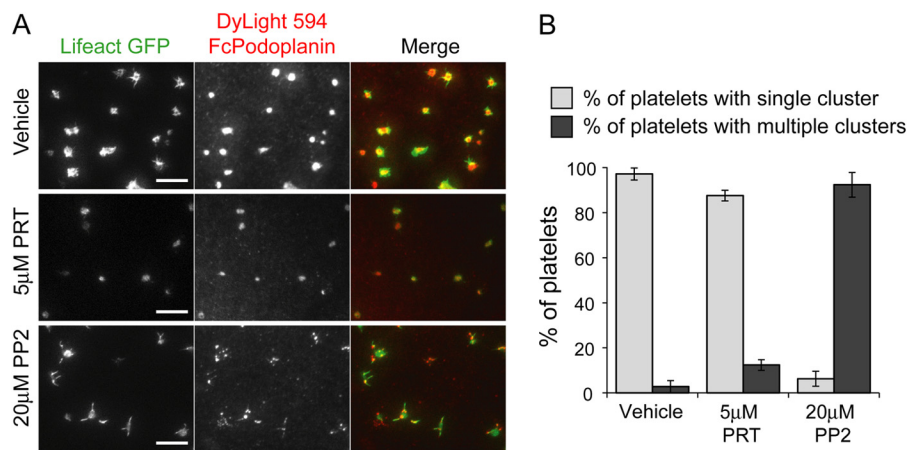 A
Lifeact GFP
DyLight 594
FcPodoplanin
Merge
Vehicle
5μM PRT
20μM PP2
B
% of platelets with single cluster
% of platelets with multiple clusters
% of platelets
100
80
60
40
20
0
Vehicle
5μM
PRT
20μM
PP2